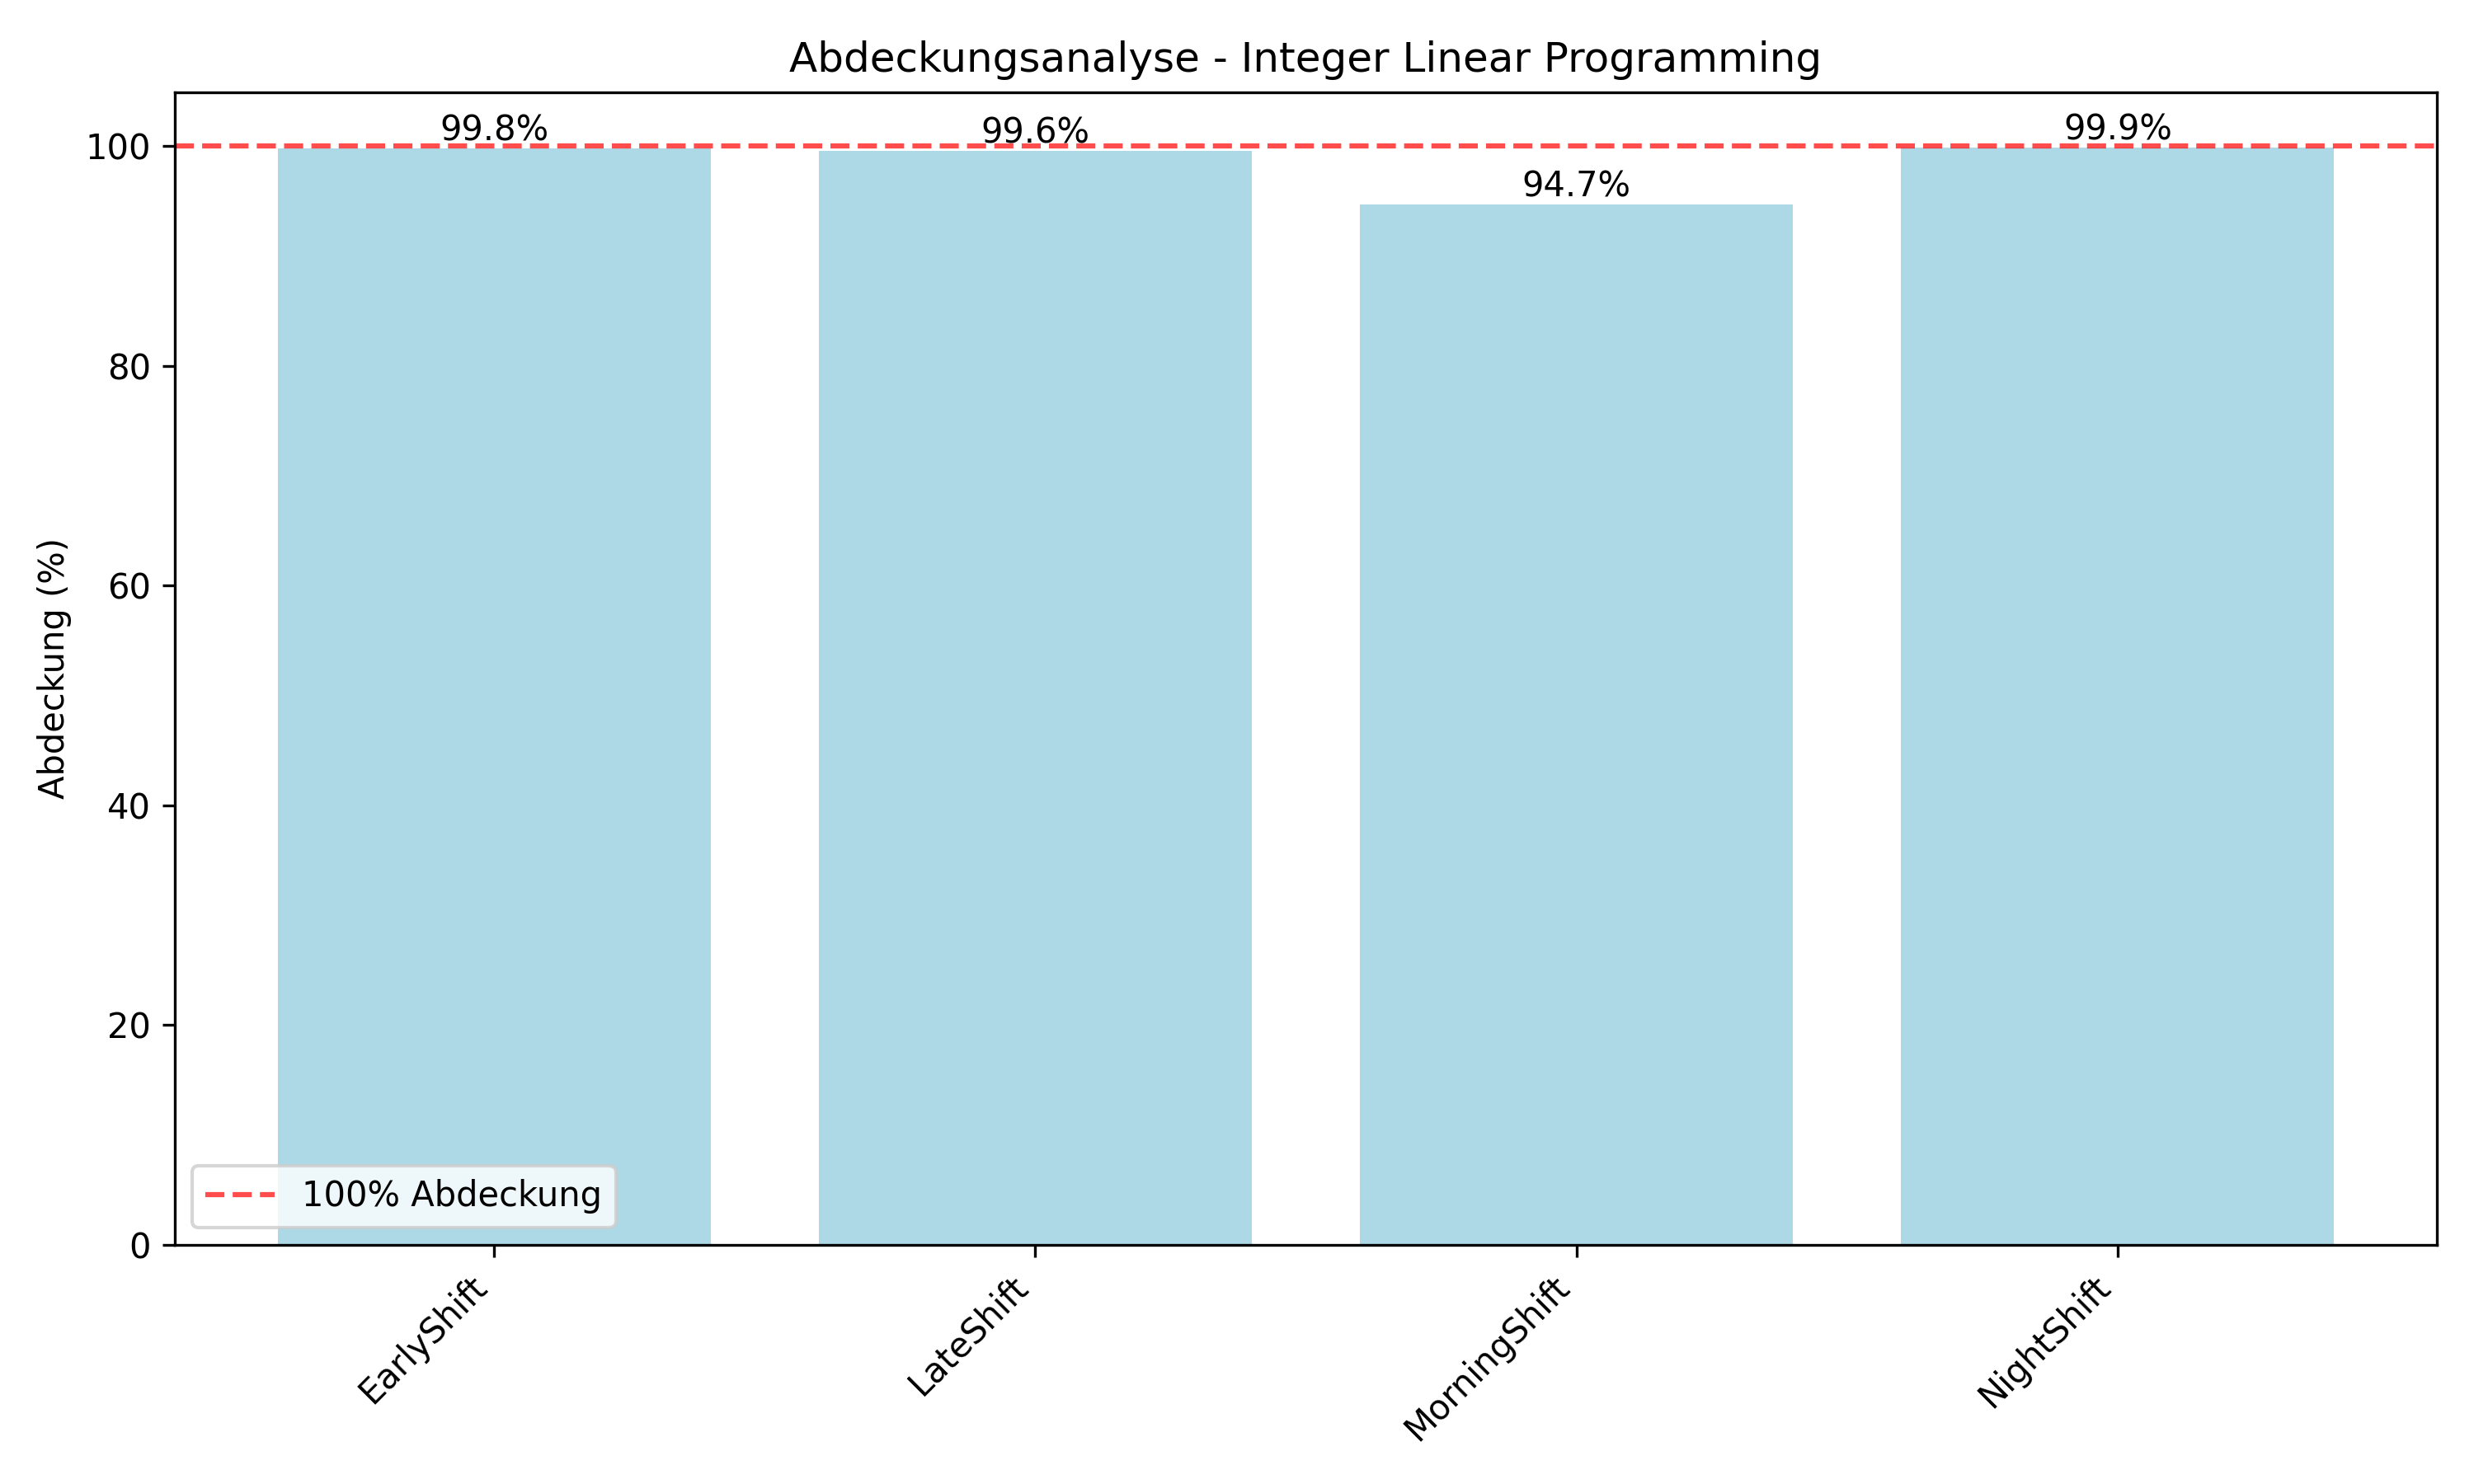 Abdeckungsanalyse - Integer Linear Programming
99.8%
99.6%
94.7%
99.9%
100
80
60
40
20
0
Abdeckung (%)
100% Abdeckung
EarlyShift
LateShift
MorningShift
NightShift